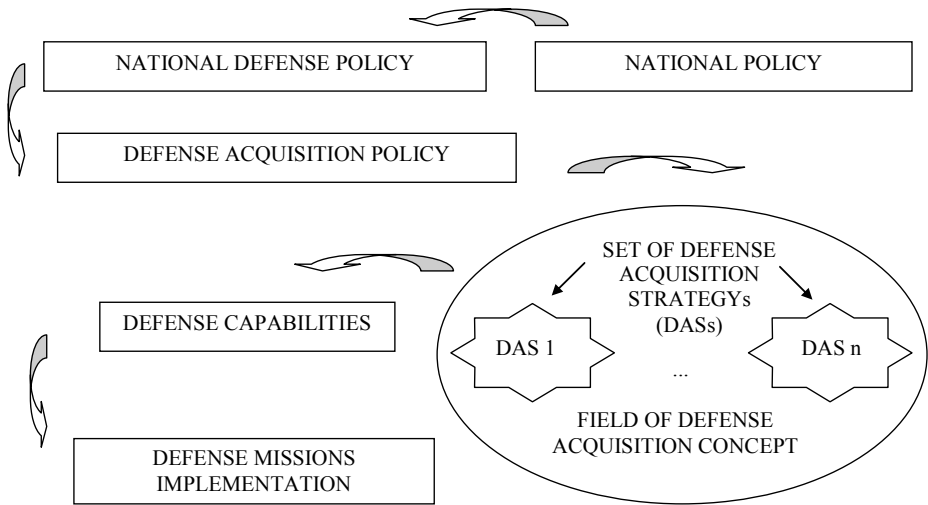 NATIONAL DEFENSE POLICY
NATIONAL POLICY
DEFENSE ACQUISITION POLICY
SET OF DEFENSE
ACQUISITION
STRATEGYs
(DASs)
DEFENSE CAPABILITIES
DAS 1
...
DAS n
FIELD OF DEFENSE
ACQUISITION CONCEPT
DEFENSE MISSIONS
IMPLEMENTATION